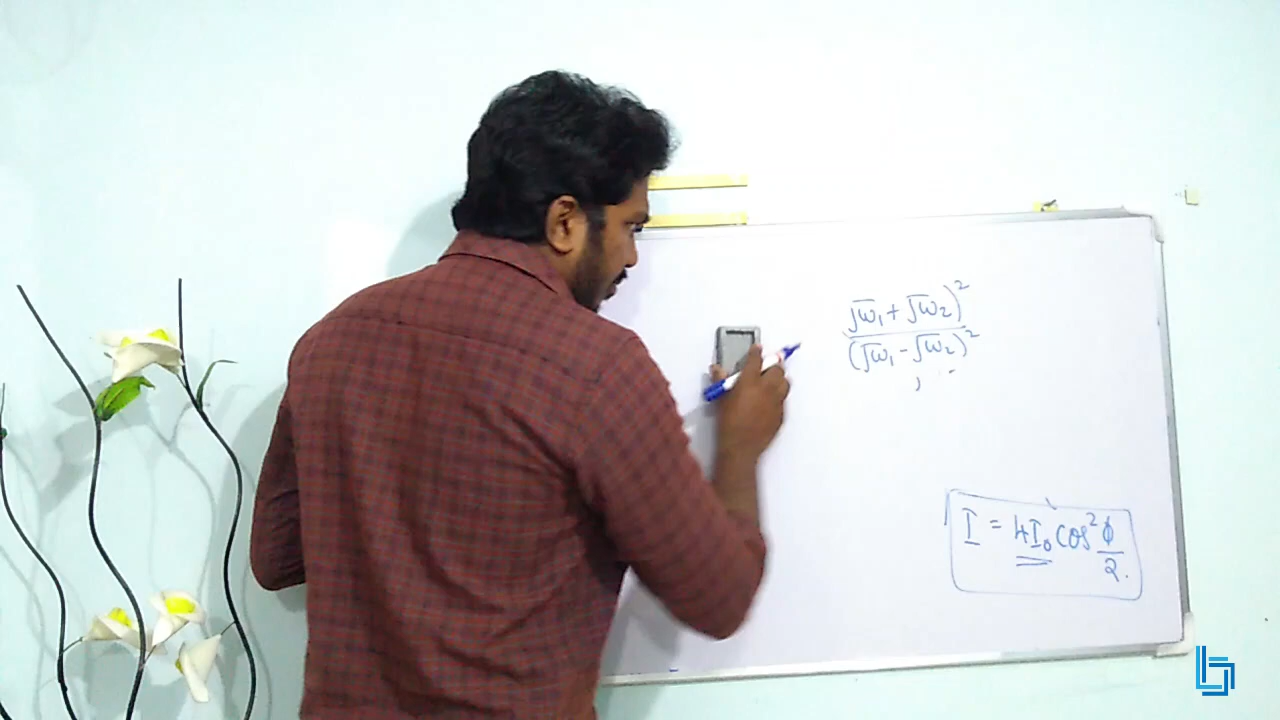 √ω₁ + √ω₂)²
(√ω₁ - √ω₂)²
I = 4I₀ cos² ϕ/2.